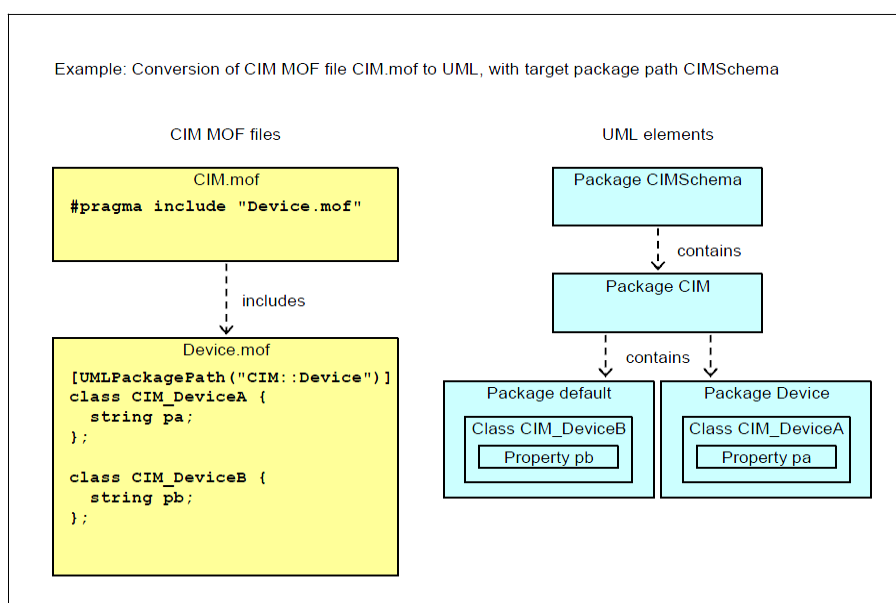 Example: Conversion of CIM MOF file CIM.mof to UML, with target package path CIMSchema
CIM MOF files
UML elements
CIM.mof
#pragma include "Device.mof"
includes
Device.mof
[UMLPackagePath("CIM::Device")]
class CIM_DeviceA {
string pa;
};
class CIM_DeviceB {
string pb;
};
Package CIMSchema
contains
Package CIM
contains
Package default
Class CIM_DeviceB
Property pb
Package Device
Class CIM_DeviceA
Property pa